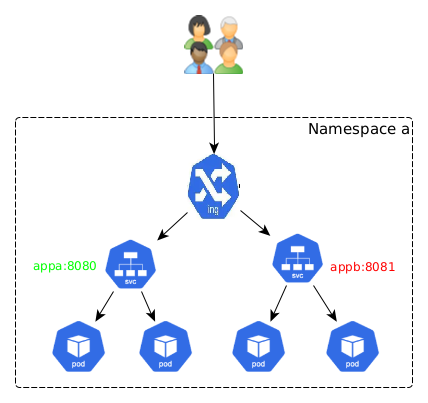 Namespace a
ing
appa:8080
svc
svc
appb:8081
pod
pod
pod
pod